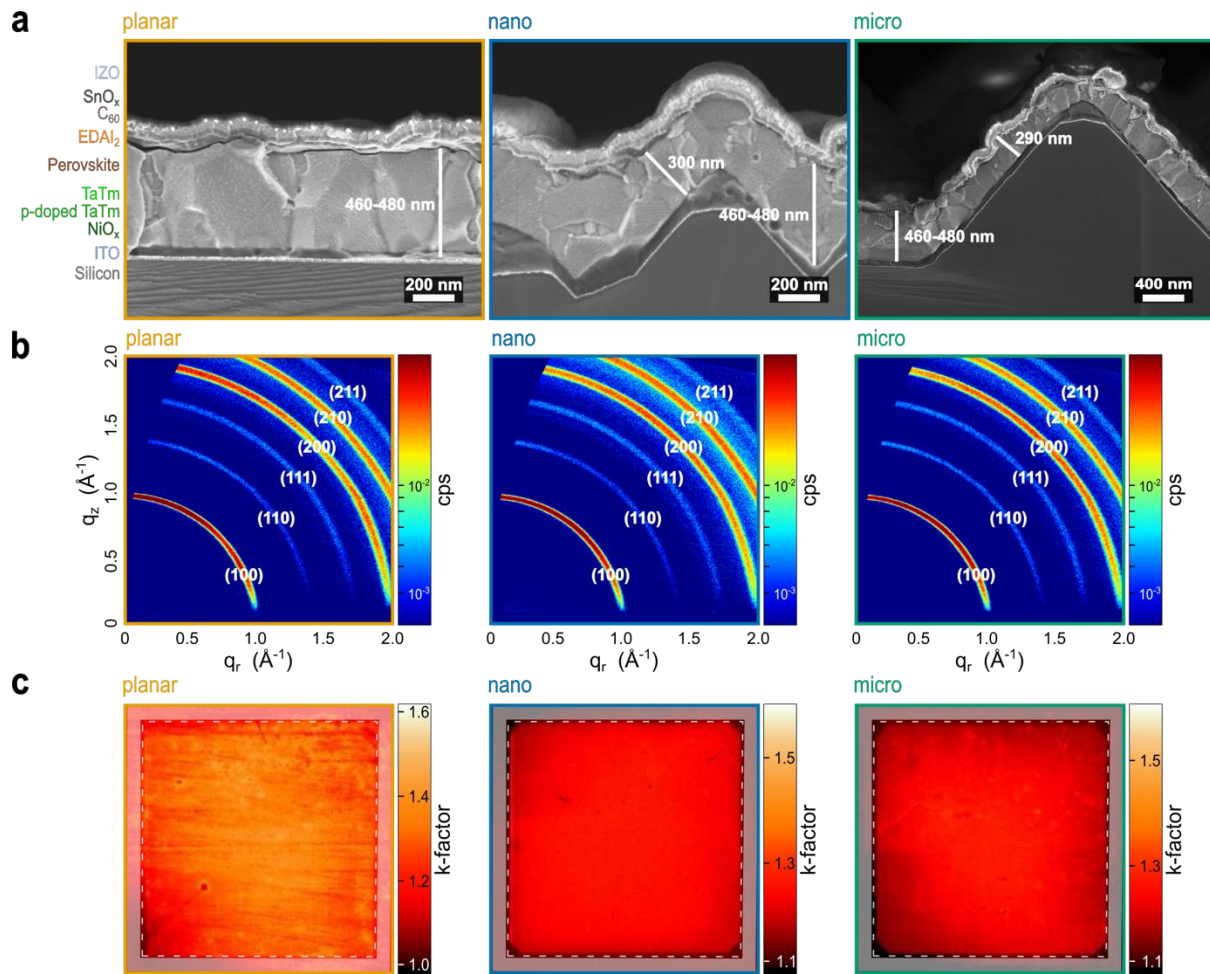 a
planar
nano
micro
IZO
SnOx
C60
EDAI2
Perovskite
TaTm
p-doped TaTm
NiOx
ITO
Silicon
460-480 nm
200 nm
300 nm
460-480 nm
200 nm
290 nm
460-480 nm
400 nm
b
planar
nano
micro
qz (Å-1)
2.0
1.5
1.0
0.5
0
(211)
(210)
(200)
(111)
(110)
(100)
0 0.5 1.0 1.5 2.0
qr (Å-1)
10-2
10-3
cps
(211)
(210)
(200)
(111)
(110)
(100)
0 0.5 1.0 1.5 2.0
qr (Å-1)
10-2
10-3
cps
(211)
(210)
(200)
(111)
(110)
(100)
0 0.5 1.0 1.5 2.0
qr (Å-1)
10-2
10-3
cps
c
planar
nano
micro
1.6
1.4
1.2
1.0
k-factor
1.5
1.3
1.1
k-factor
1.5
1.3
1.1
k-factor